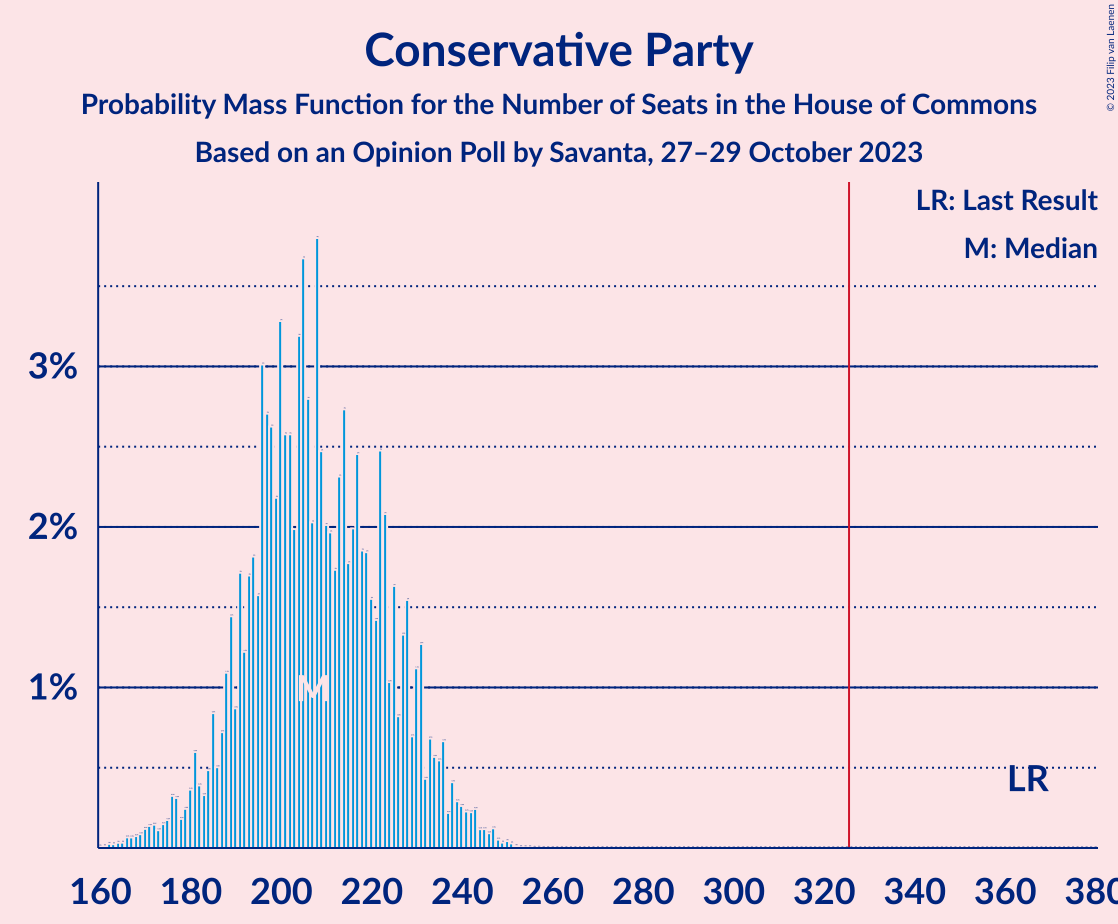 Conservative Party
Probability Mass Function for the Number of Seats in the House of Commons
Based on an Opinion Poll by Savanta, 27–29 October 2023
© 2023 Filip van Laenen
LR: Last Result
M: Median
3%
2%
1%
M
LR
160 180 200 220 240 260 280 300 320 340 360 380